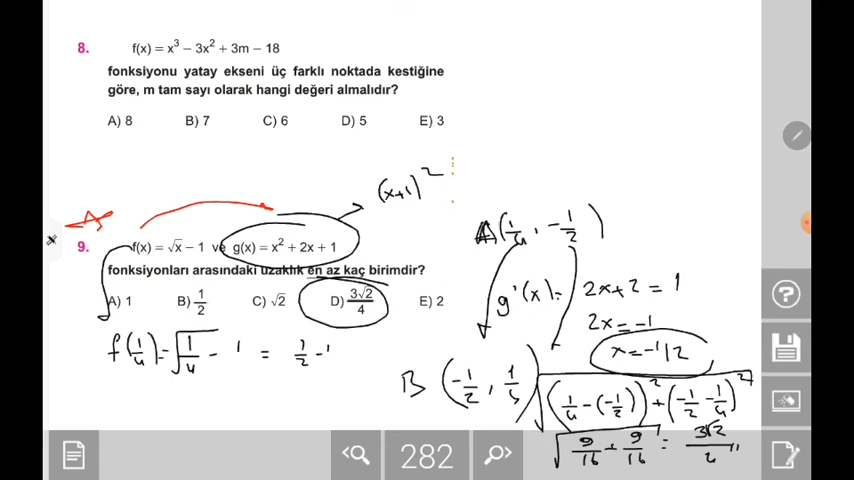 8. f(x) = x³ − 3x² + 3m − 18
fonksiyonu yatay ekseni üç farklı noktada kestiğine
göre, m tam sayı olarak hangi değeri almalıdır?
A) 8 B) 7 C) 6 D) 5 E) 3
(x+1)²
A(1/4, -1/2)
9. f(x) = √x − 1 ve g(x) = x² + 2x + 1
fonksiyonları arasındaki uzaklık en az kaç birimdir?
A) 1 B) 1/2 C) √2 D) 3√2/4 E) 2
g'(x) = 2x+2 = 1
2x = -1
x = -1/2
f(1/4) = √1/4 - 1 = 1/2 - 1
B (-1/2, 1/4)
√(1/4 - (-1/2))² + (-1/2 - 1/4)²
√9/16 + 9/16 = 3√2/4
282